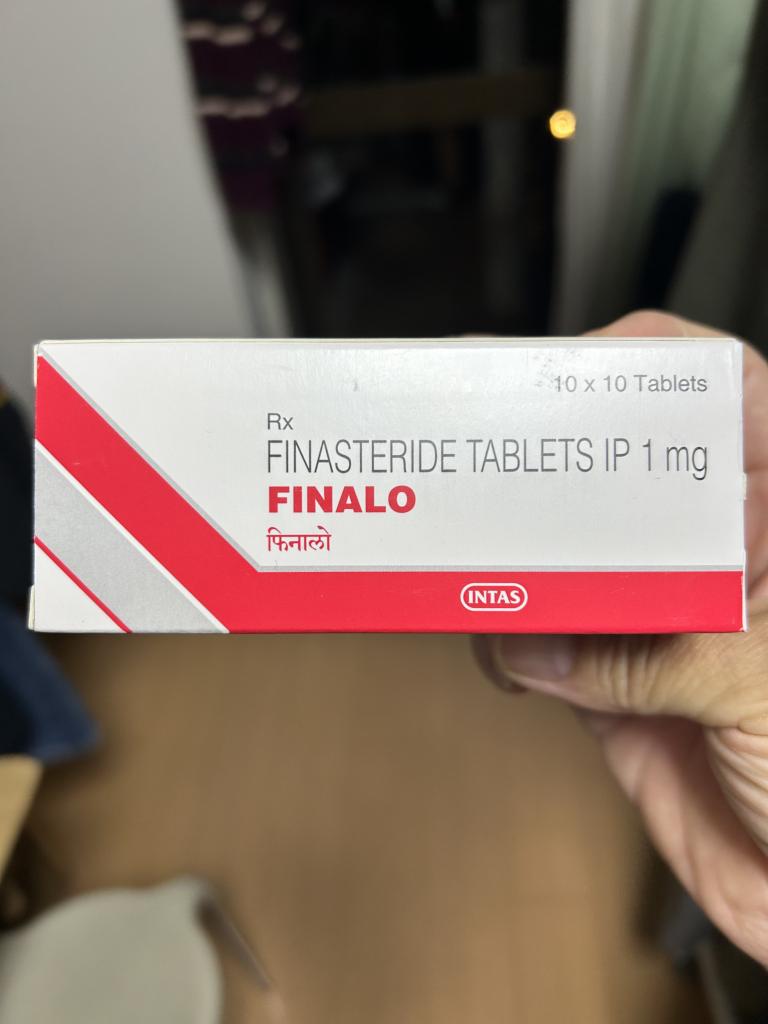 10 x 10 Tablets
Rx
FINASTERIDE TABLETS IP 1 mg
FINALO
फिनालो
INTAS